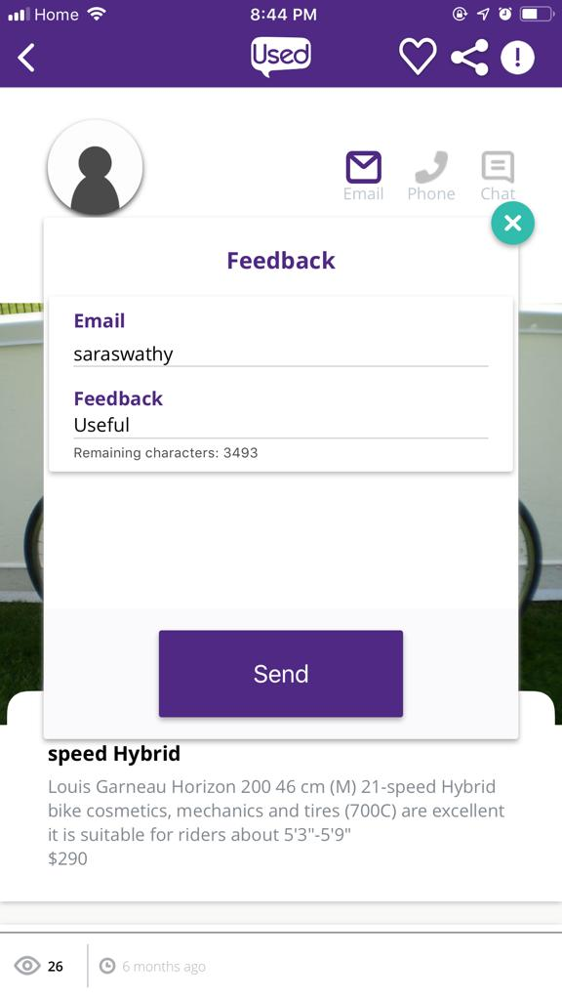 Home
8:44 PM
Used
!
Email Phone Chat
Feedback
Email
saraswathy
Feedback
Useful
Remaining characters: 3493
Send
speed Hybrid
Louis Garneau Horizon 200 46 cm (M) 21-speed Hybrid
bike cosmetics, mechanics and tires (700C) are excellent
it is suitable for riders about 5'3"-5'9"
$290
26
6 months ago